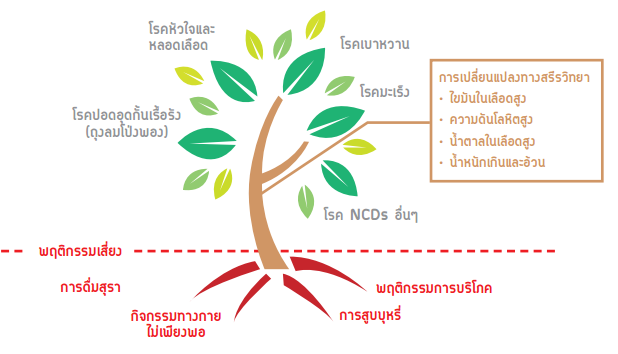 โรคหัวใจและ
หลอดเลือด
โรคเบาหวาน
โรคมะเร็ง
โรคปอดอุดกั้นเรื้อรัง
(ถุงลมโป่งพอง)
การเปลี่ยนแปลงทางสรีรวิทยา
· ไขมันในเลือดสูง
· ความดันโลหิตสูง
· น้ำตาลในเลือดสูง
· น้ำหนักเกินและอ้วน
โรค NCDs อื่นๆ
พฤติกรรมเสี่ยง
การดื่มสุรา
กิจกรรมทางกาย
ไม่เพียงพอ
การสูบบุหรี่
พฤติกรรมการบริโภค